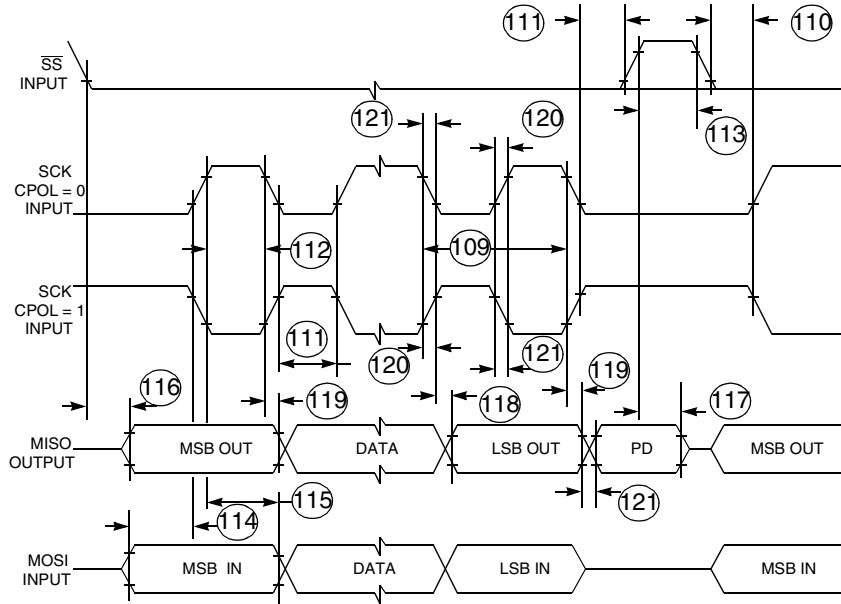 111
110
SS
INPUT
121
120
113
SCK
CPOL = 0
INPUT
112
109
SCK
CPOL = 1
INPUT
111
120
121
116
119
118
119
117
MISO
OUTPUT
MSB OUT
DATA
LSB OUT
PD
MSB OUT
115
121
114
MOSI
INPUT
MSB IN
DATA
LSB IN
MSB IN